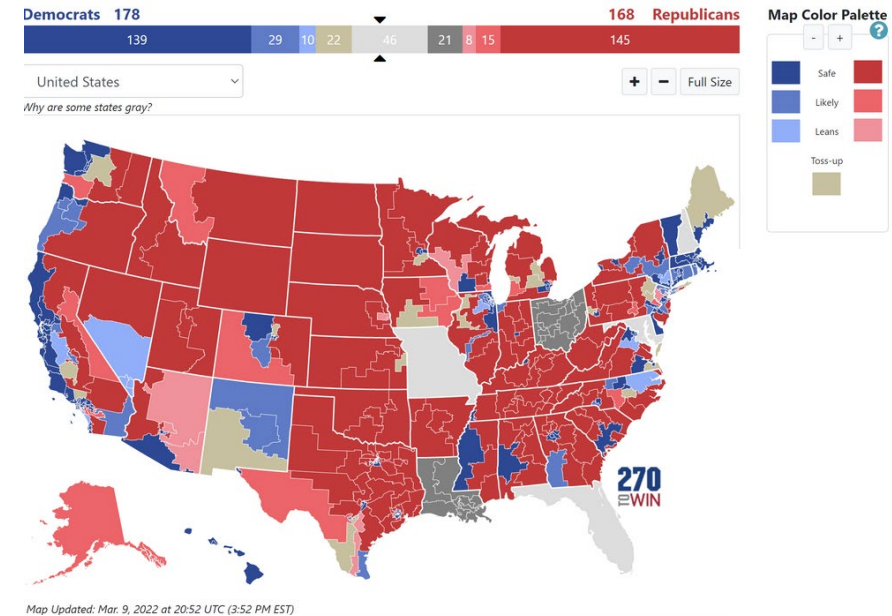 Democrats 178
168 Republicans
139 29 10 22 46 21 8 15 145
United States
+ − Full Size
Why are some states gray?
Map Color Palette
- + ?
Safe
Likely
Leans
Toss-up
270
TO WIN
Map Updated: Mar. 9, 2022 at 20:52 UTC (3:52 PM EST)